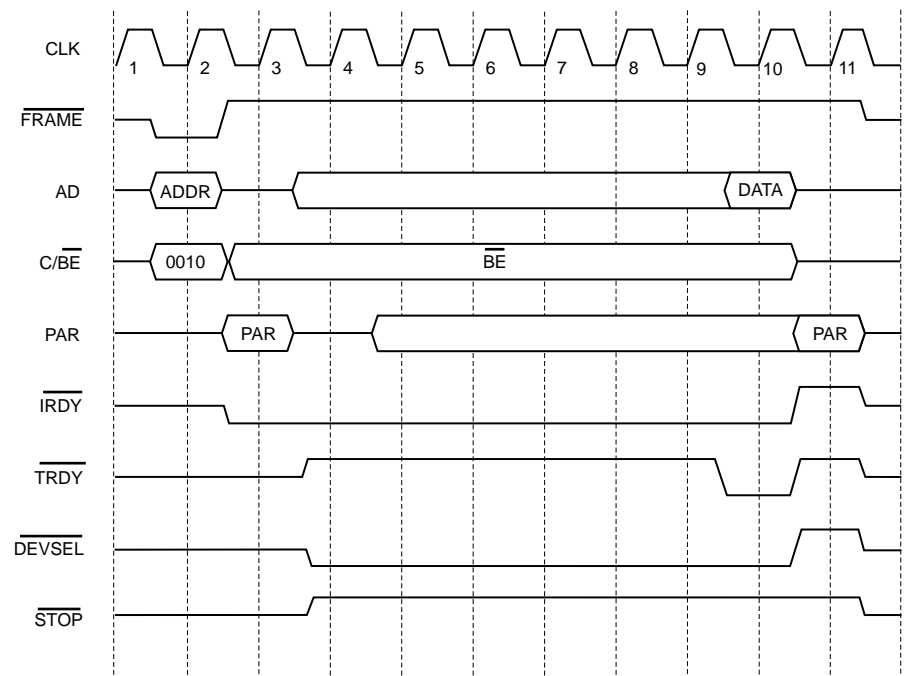 CLK
1 2 3 4 5 6 7 8 9 10 11
FRAME
AD ADDR DATA
C/BE 0010 BE
PAR PAR PAR
IRDY
TRDY
DEVSEL
STOP